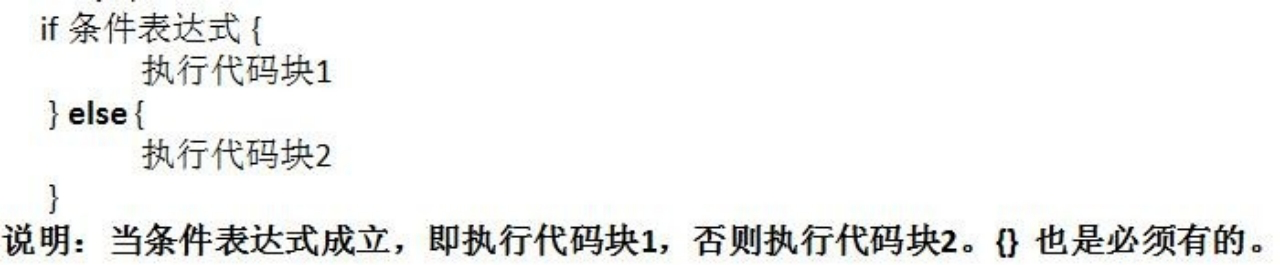 if 条件表达式 {
执行代码块1
} else {
执行代码块2
}
说明：当条件表达式成立，即执行代码块1，否则执行代码块2。{} 也是必须有的。